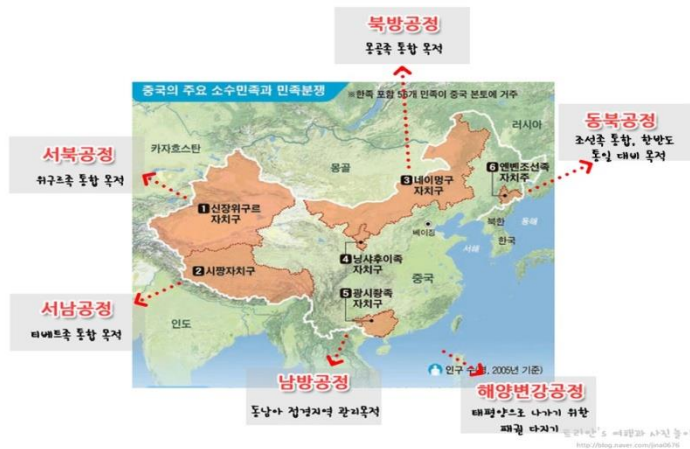 북방공정
몽골족 통합 목적
중국의 주요 소수민족과 민족분쟁
※한족 포함 56개 민족이 중국 본토에 거주
러시아
동북공정
조선족 통합, 한반도
통일 대비 목적
카자흐스탄
몽골
서북공정
위구르족 통합 목적
6 옌볜조선족
자치주
3 네이멍구
자치구
1 신장위구르
자치구
북한
동해
베이징
서해
한국
4 닝샤후이족
자치구
2 시짱자치구
중국
5 광시좡족
자치구
서남공정
티베트족 통합 목적
인도
인구 수(명, 2005년 기준)
남방공정
동남아 접경지역 관리목적
해양변강공정
태평양으로 나가기 위한
패권 다지기
http://blog.naver.com/jvna0676